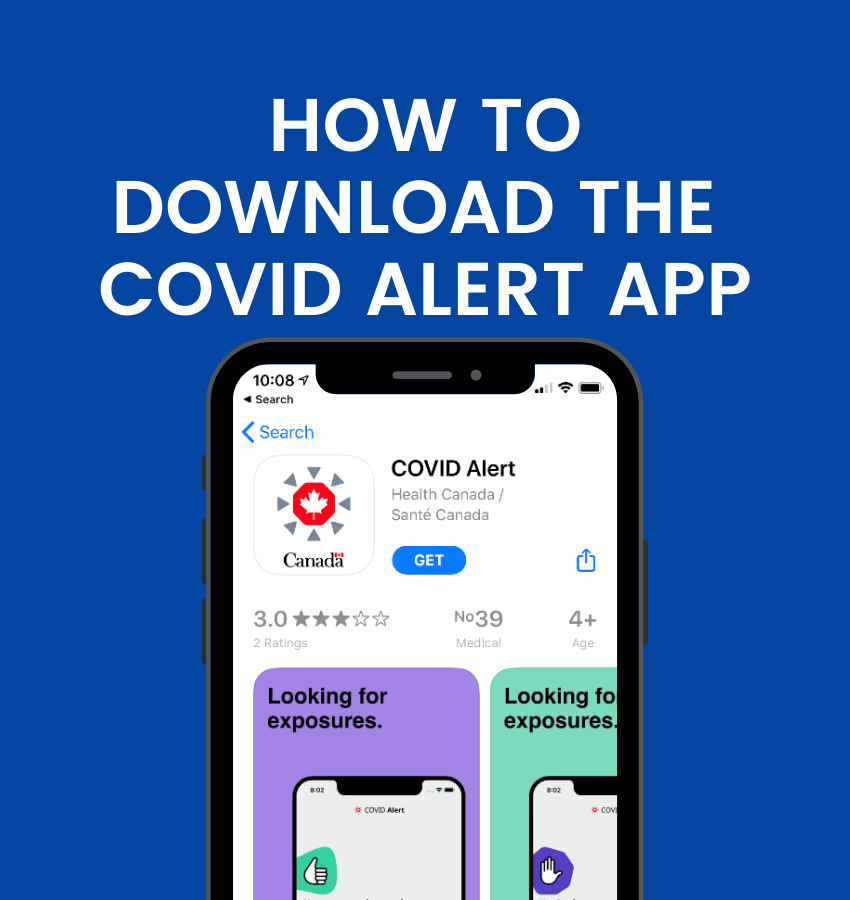 HOW TO
DOWNLOAD THE
COVID ALERT APP
10:08
Search
Search
COVID Alert
Health Canada /
Santé Canada
Canada
GET
3.0
No39
4+
2 Ratings
Medical
Age
Looking for
exposures.
Looking fo
exposures.
8:02
COVID Alert
8:02